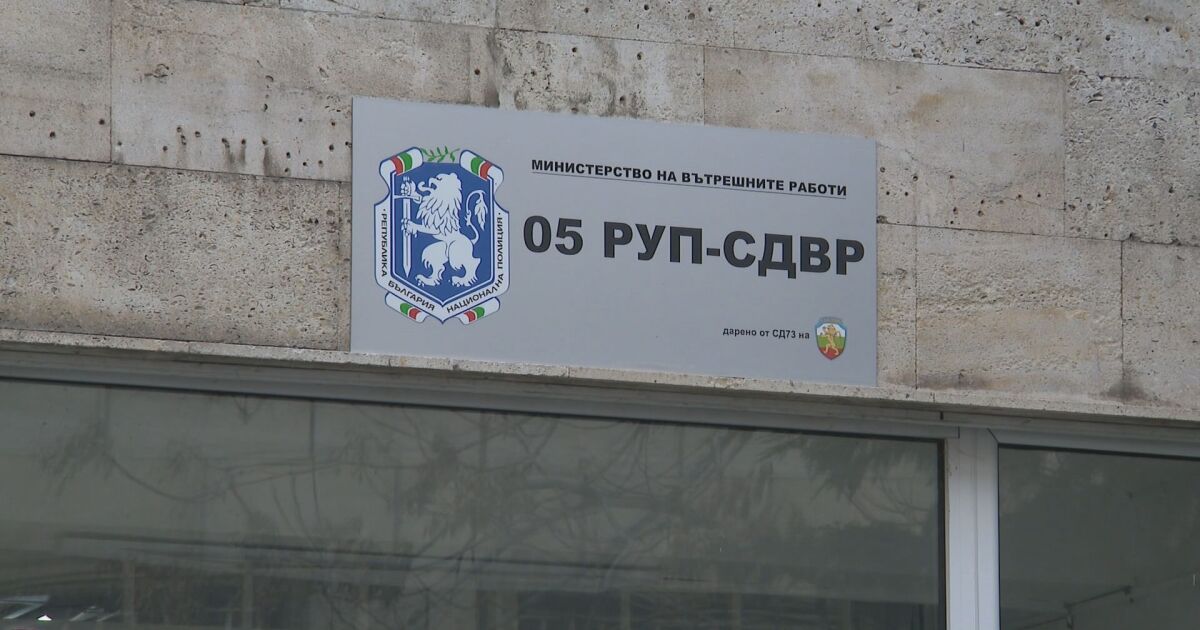 МИНИСТЕРСТВО НА ВЪТРЕШНИТЕ РАБОТИ
05 РУП-СДВР
·РЕПУБЛИКА БЪЛГАРИЯ НАЦИОНАЛНА ПОЛИЦИЯ·
дарено от СД73 на